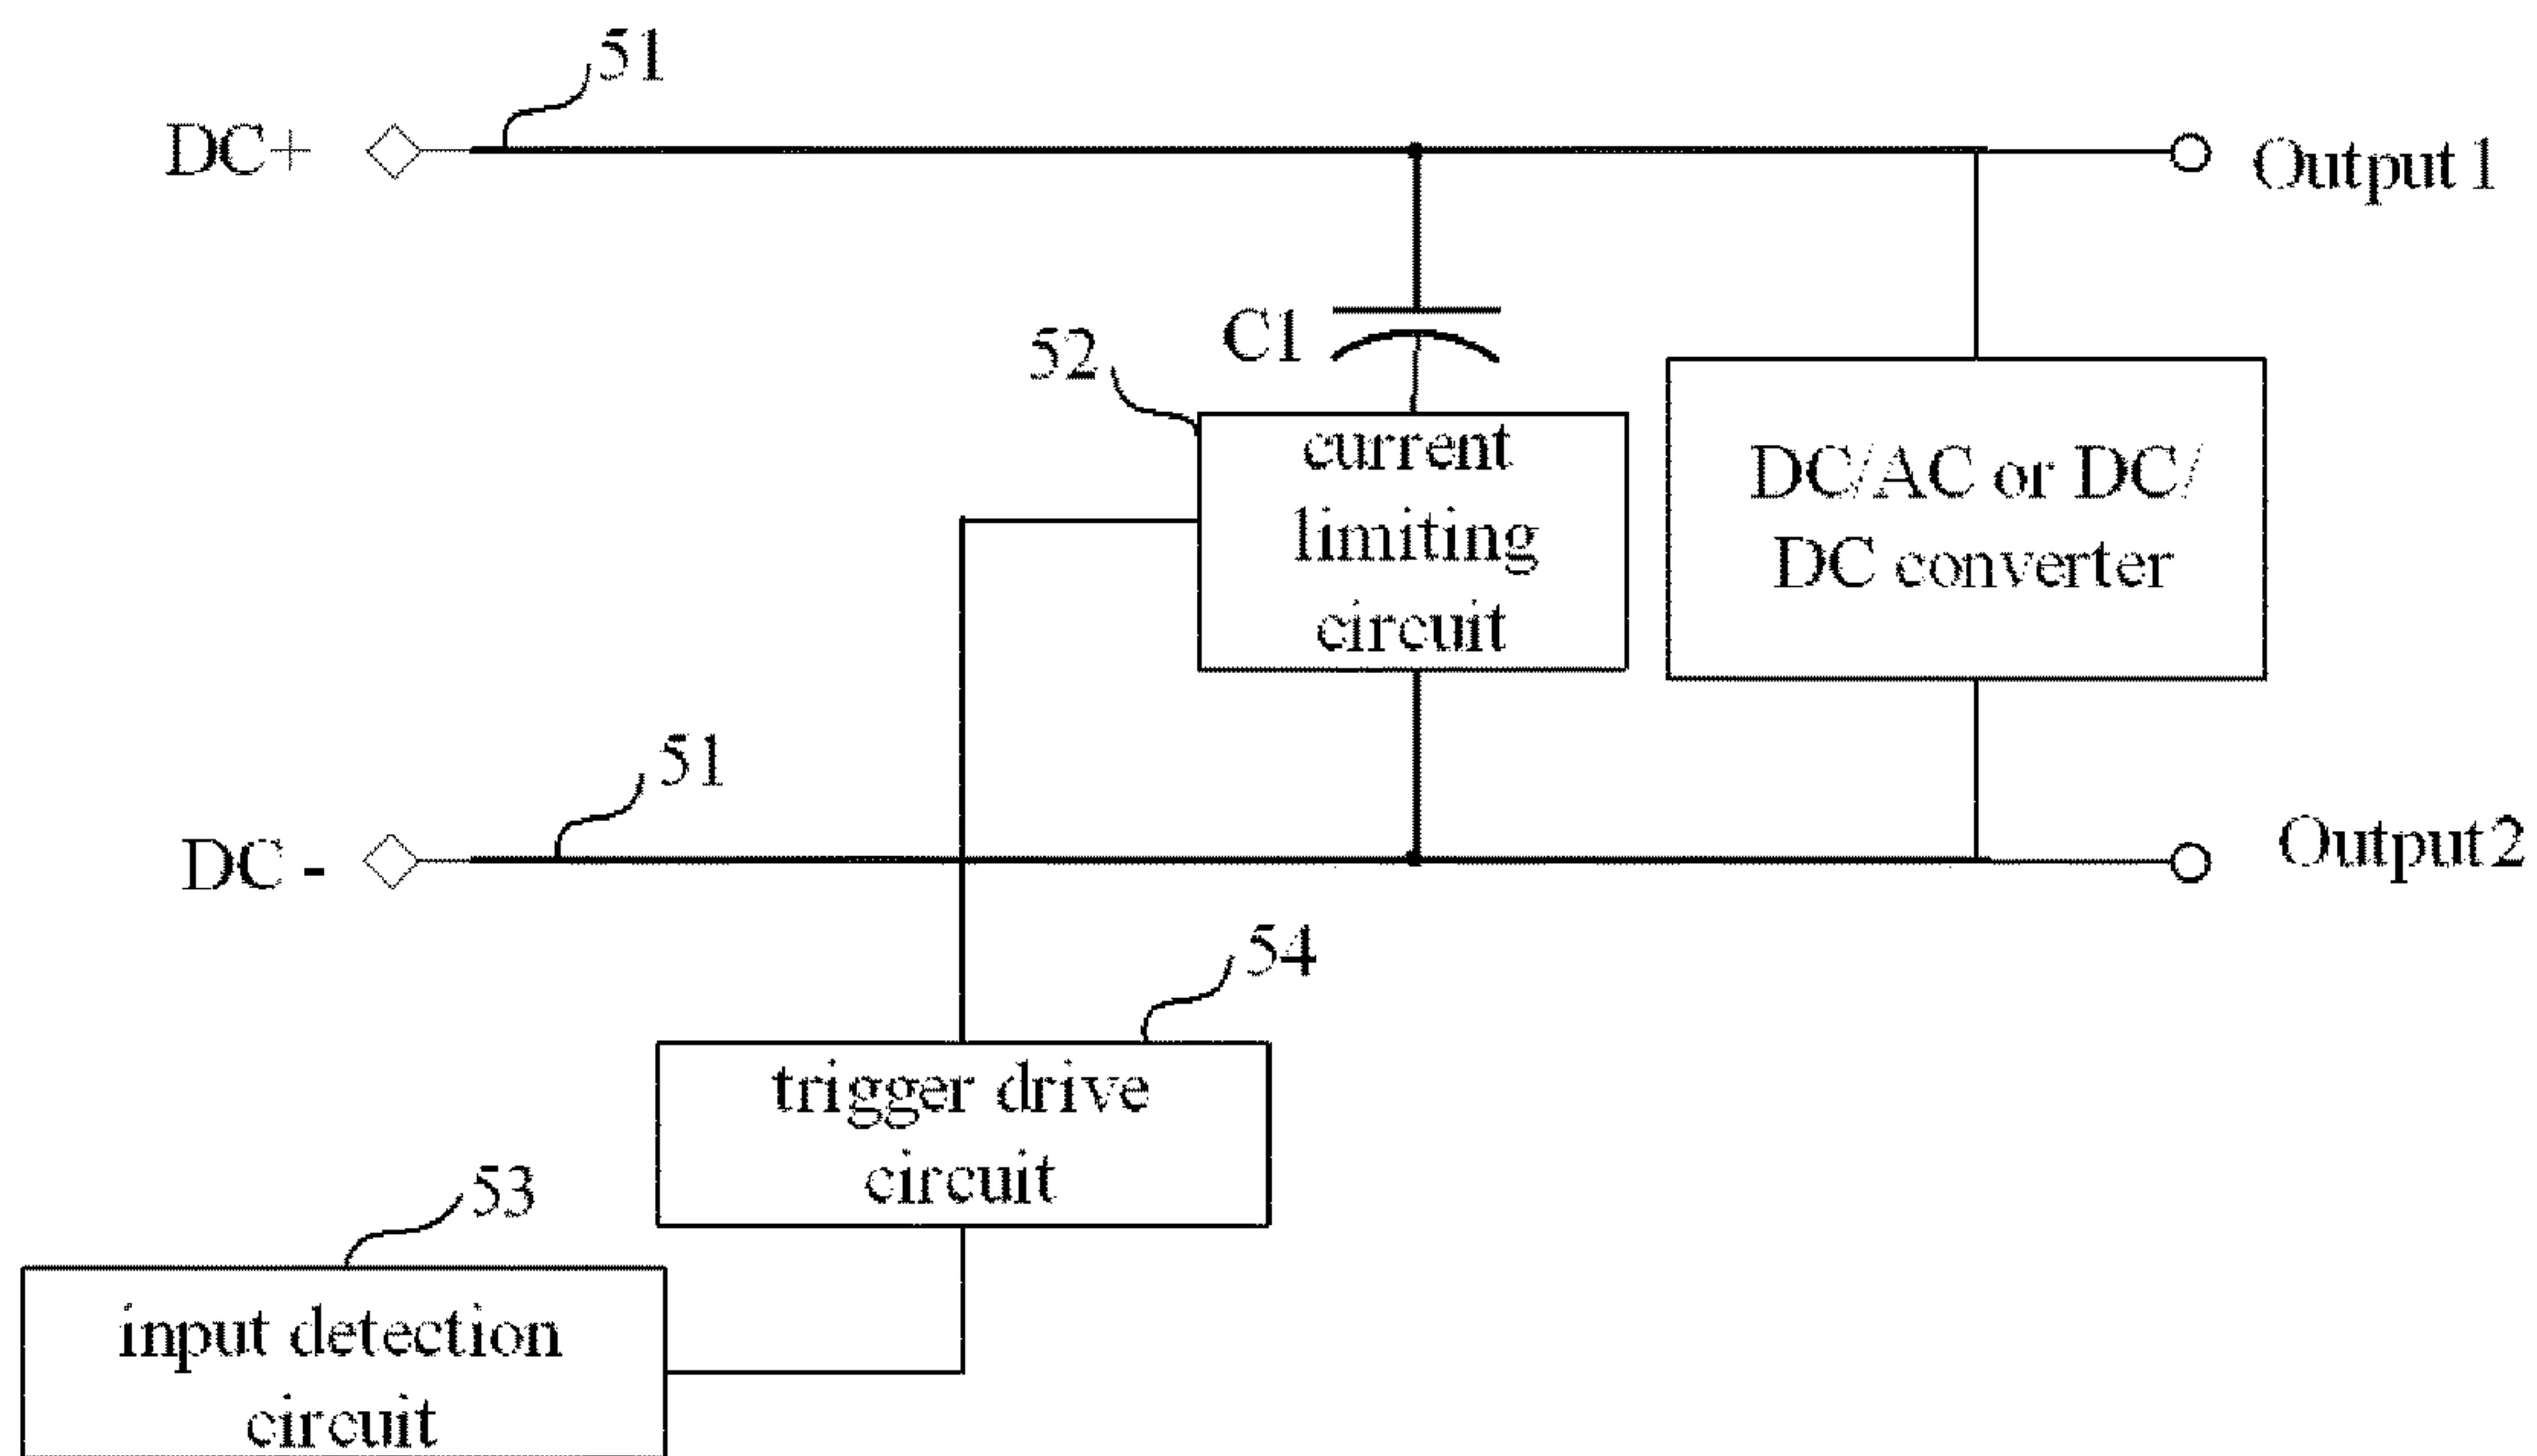 51
DC+
Output 1
C1
52
current
limiting
circuit
DC/AC or DC/
DC converter
51
DC -
Output2
54
trigger drive
circuit
53
input detection
circuit